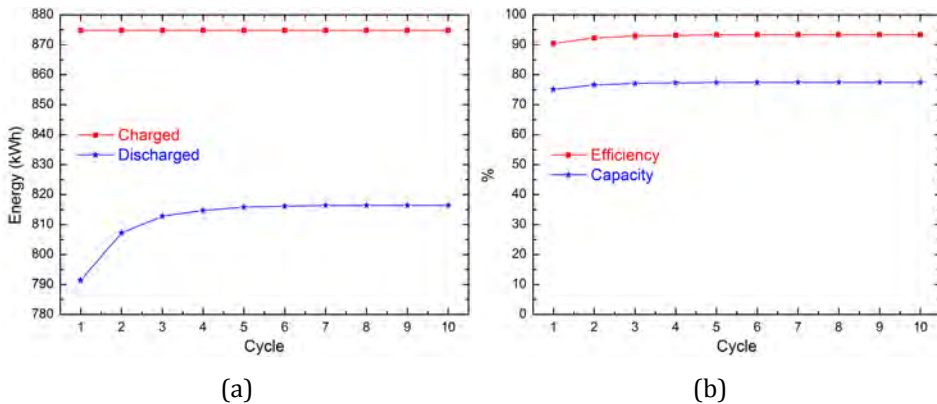 880
870
860
850
840
830
820
810
800
790
780
Energy (kWh)
Charged
Discharged
1 2 3 4 5 6 7 8 9 10
Cycle
(a)
100
90
80
70
60
50
40
30
20
10
0
%
Efficiency
Capacity
1 2 3 4 5 6 7 8 9 10
Cycle
(b)